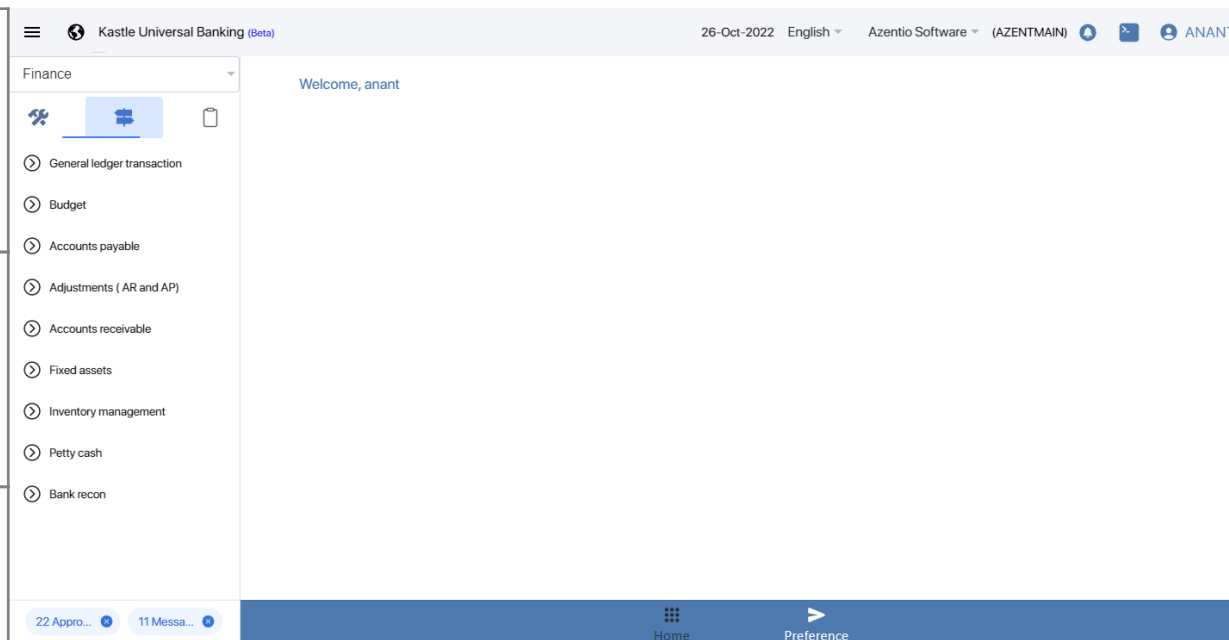 Kastle Universal Banking (Beta)
26-Oct-2022 English Azentio Software (AZENTMAIN) ANANT
Finance
Welcome, anant
General ledger transaction
Budget
Accounts payable
Adjustments ( AR and AP)
Accounts receivable
Fixed assets
Inventory management
Petty cash
Bank recon
22 Appro... 11 Messa...
Home Preference